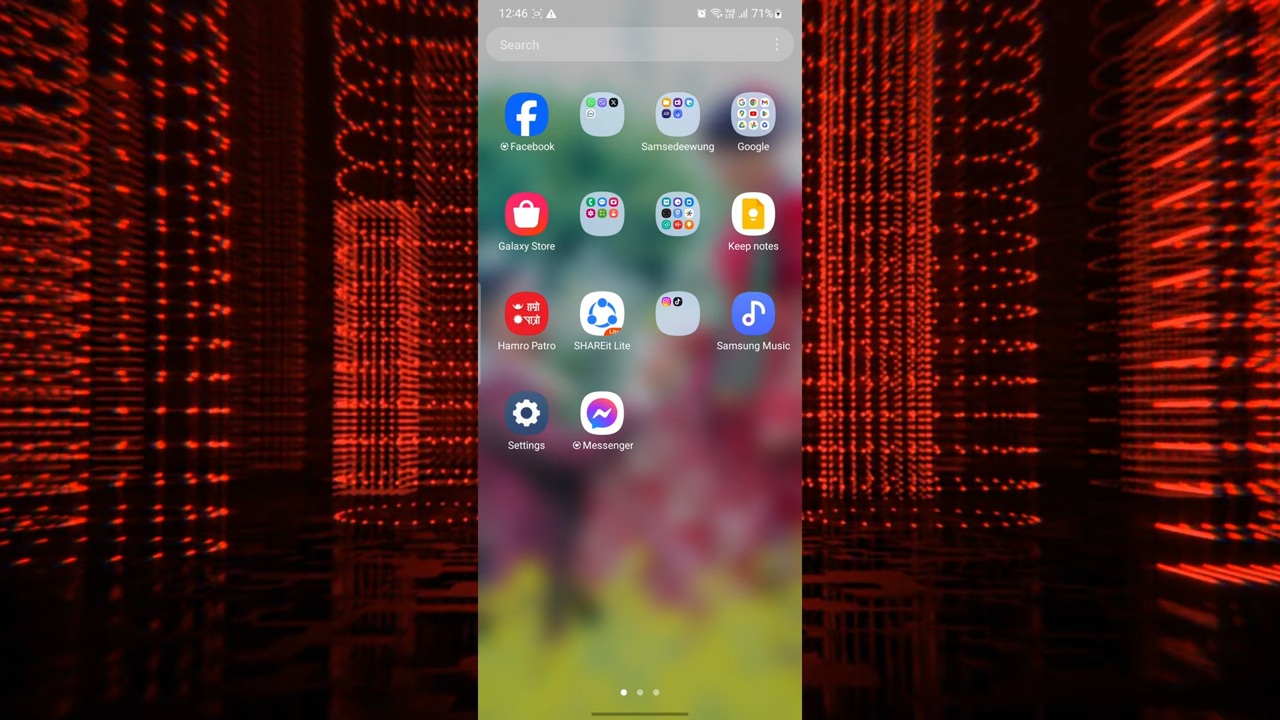 12:46 71%
Search
Facebook Samsedeewung Google
Galaxy Store Keep notes
हाम्रो
पात्रो
Hamro Patro SHAREit Lite Samsung Music
Settings Messenger